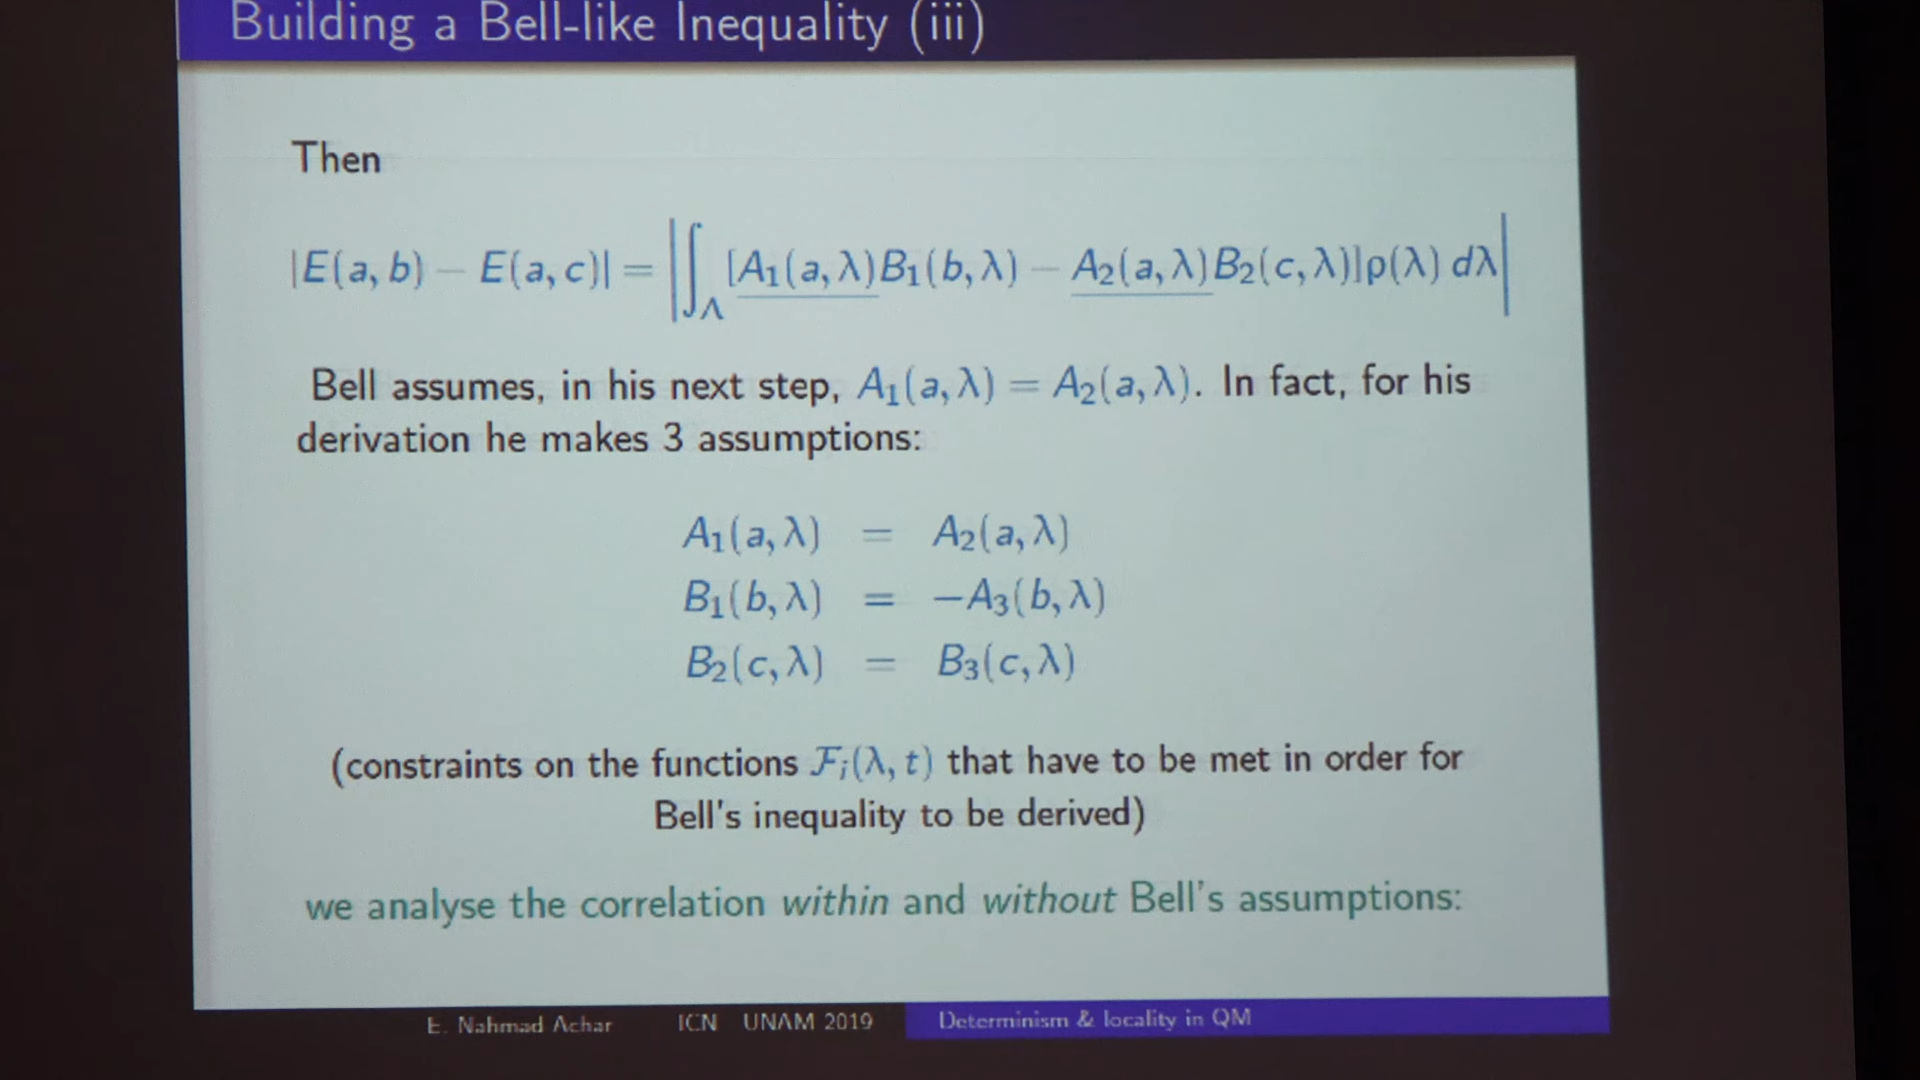 Building a Bell-like Inequality (iii)
Then
|E(a, b) − E(a, c)| = |∫_Λ [A₁(a, λ)B₁(b, λ) − A₂(a, λ)B₂(c, λ)]ρ(λ) dλ|
Bell assumes, in his next step, A₁(a, λ) = A₂(a, λ). In fact, for his
derivation he makes 3 assumptions:
A₁(a, λ) = A₂(a, λ)
B₁(b, λ) = −A₃(b, λ)
B₂(c, λ) = B₃(c, λ)
(constraints on the functions ℱᵢ(λ, t) that have to be met in order for
Bell's inequality to be derived)
we analyse the correlation within and without Bell's assumptions:
E. Nahmad Achar ICN UNAM 2019 Determinism & locality in QM